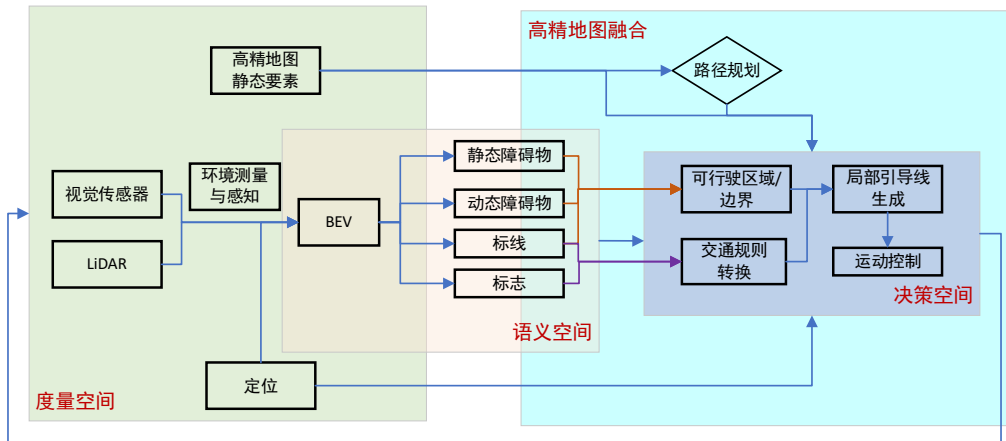 高精地图融合
高精地图
静态要素
路径规划
环境测量
与感知
视觉传感器
LiDAR
BEV
静态障碍物
动态障碍物
标线
标志
可行驶区域/
边界
局部引导线
生成
交通规则
转换
运动控制
决策空间
语义空间
定位
度量空间